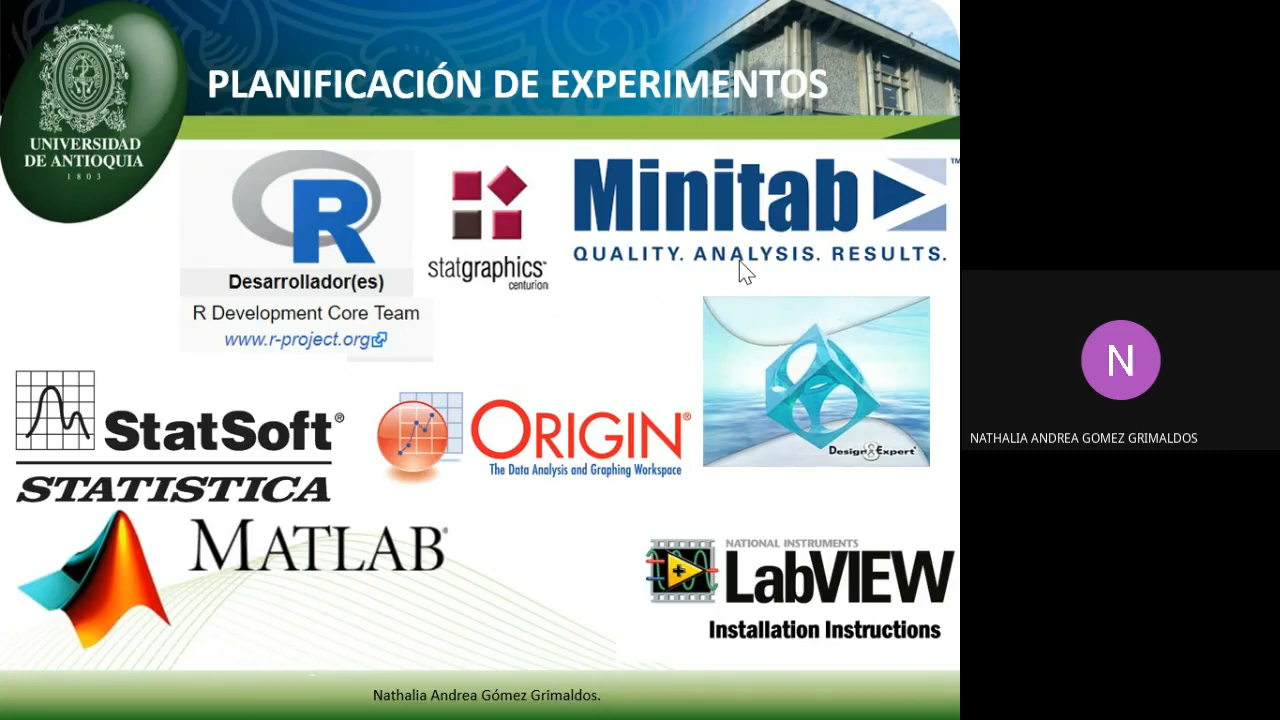 PLANIFICACIÓN DE EXPERIMENTOS
UNIVERSIDAD
DE ANTIOQUIA
1803
R
Desarrollador(es)
R Development Core Team
www.r-project.org
statgraphics™
centurion
Minitab™
QUALITY. ANALYSIS. RESULTS.
StatSoft®
STATISTICA
ORIGIN®
The Data Analysis and Graphing Workspace
Design&Expert®
MATLAB®
NATIONAL INSTRUMENTS
LabVIEW
Installation Instructions
N
NATHALIA ANDREA GOMEZ GRIMALDOS
Nathalia Andrea Gómez Grimaldos.